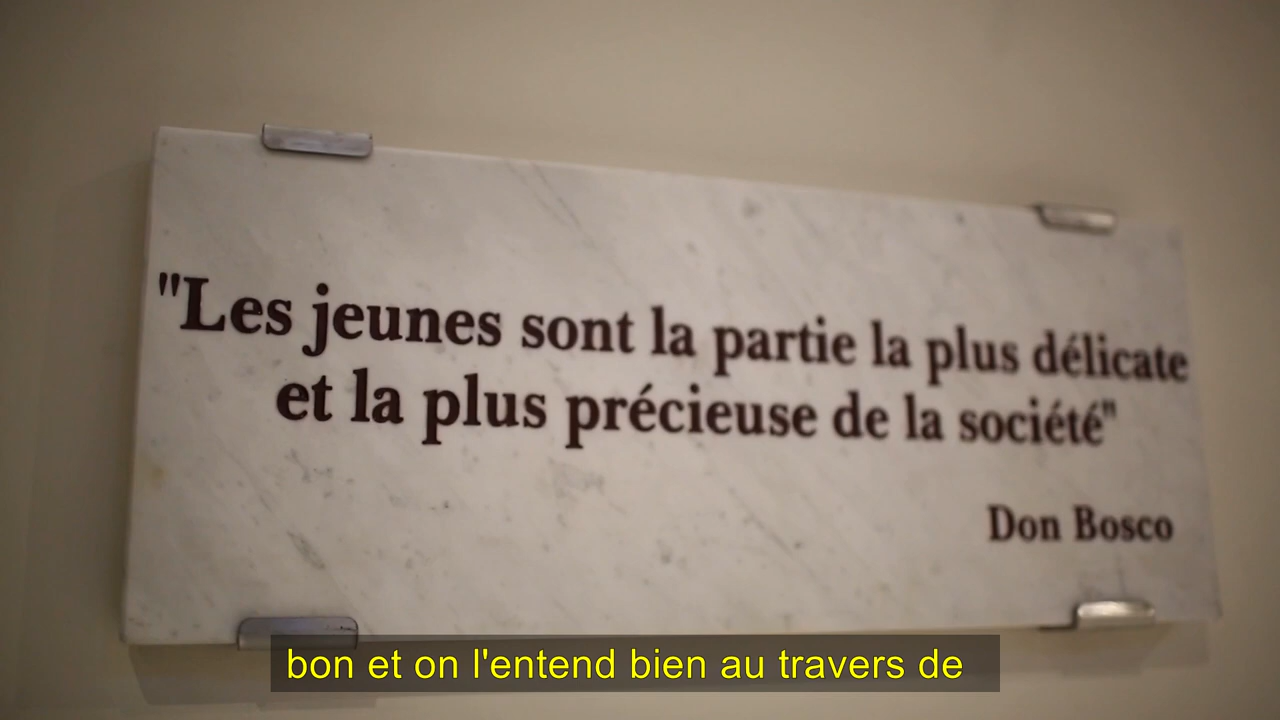 "Les jeunes sont la partie la plus délicate
et la plus précieuse de la société"
Don Bosco
bon et on l'entend bien au travers de